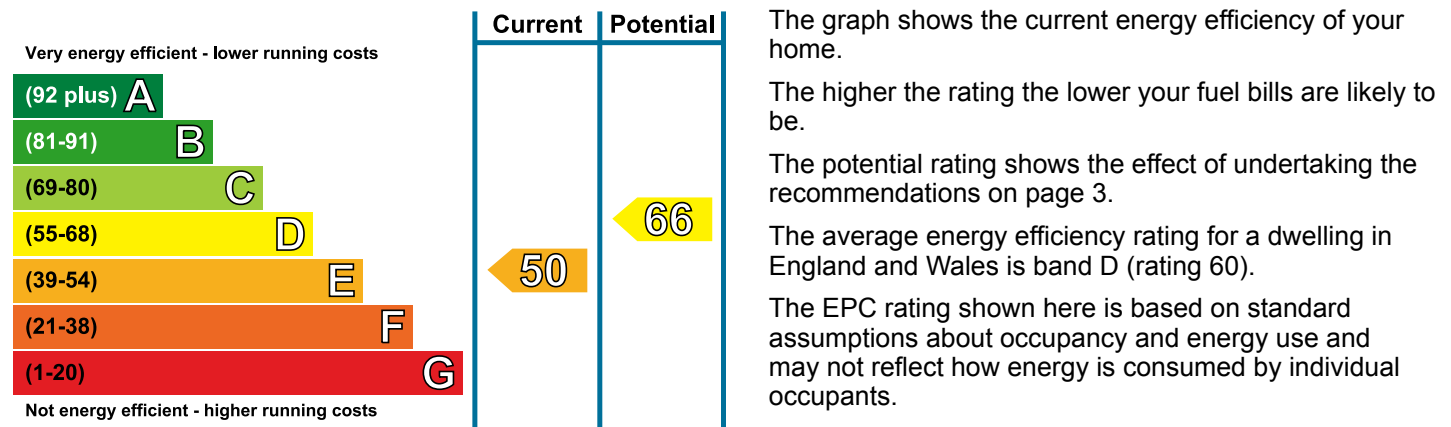 Current Potential
Very energy efficient - lower running costs
(92 plus) A
(81-91) B
(69-80) C
(55-68) D
(39-54) E
(21-38) F
(1-20) G
Not energy efficient - higher running costs
50
66
The graph shows the current energy efficiency of your
home.
The higher the rating the lower your fuel bills are likely to
be.
The potential rating shows the effect of undertaking the
recommendations on page 3.
The average energy efficiency rating for a dwelling in
England and Wales is band D (rating 60).
The EPC rating shown here is based on standard
assumptions about occupancy and energy use and
may not reflect how energy is consumed by individual
occupants.